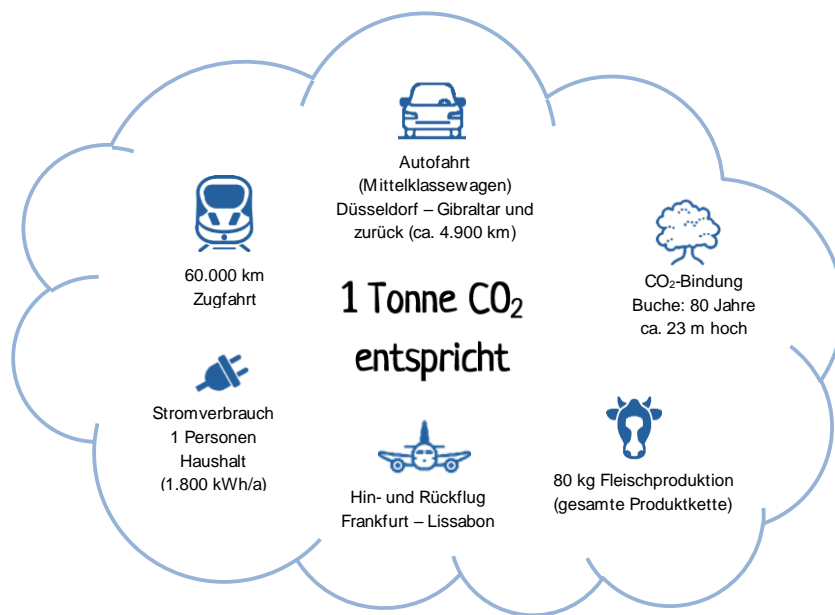 Autofahrt
(Mittelklassewagen)
Düsseldorf – Gibraltar und
zurück (ca. 4.900 km)
60.000 km
Zugfahrt
CO₂-Bindung
Buche: 80 Jahre
ca. 23 m hoch
1 Tonne CO₂
entspricht
Stromverbrauch
1 Personen
Haushalt
(1.800 kWh/a)
Hin- und Rückflug
Frankfurt – Lissabon
80 kg Fleischproduktion
(gesamte Produktkette)